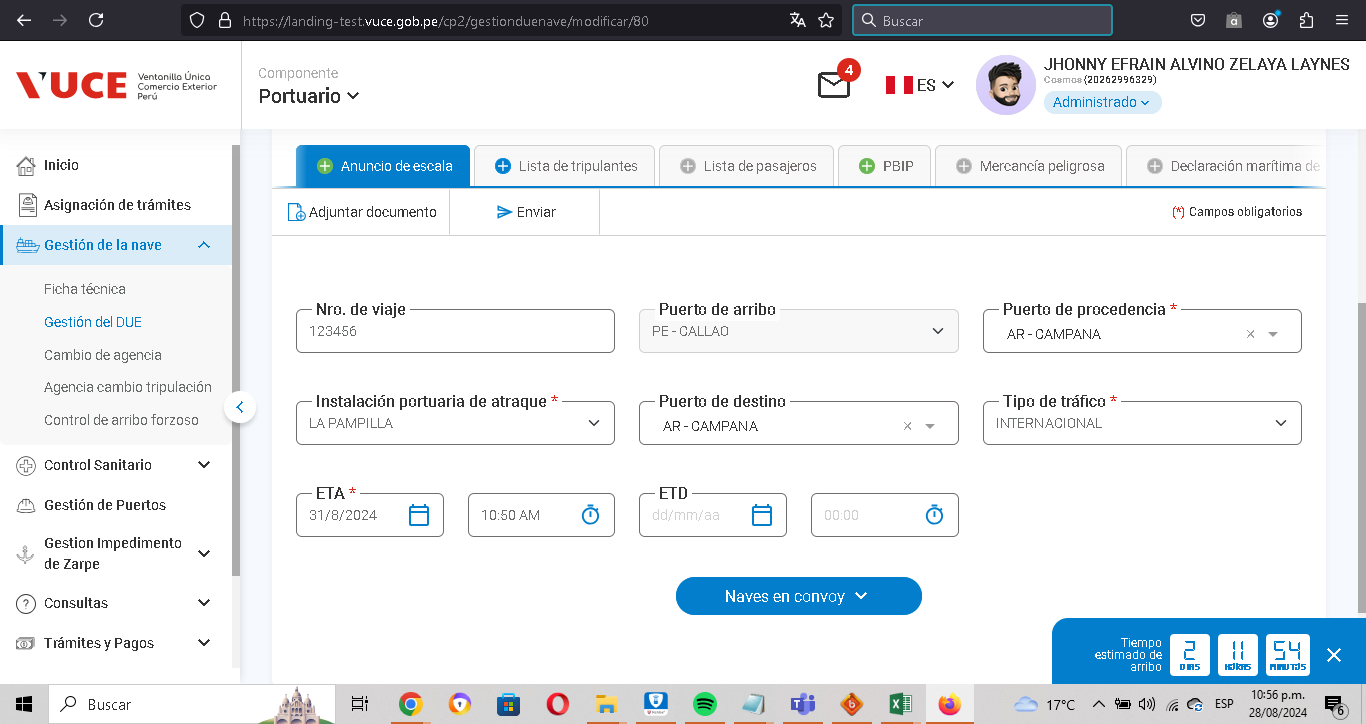 https://landing-test.vuce.gob.pe/cp2/gestionduenave/modificar/80
Buscar
VUCE
Ventanilla Única
Comercio Exterior
Perú
Componente
Portuario
4
ES
JHONNY EFRAIN ALVINO ZELAYA LAYNES
Cosmos (20262996329)
Administrado
Inicio
Asignación de trámites
Gestión de la nave
Ficha técnica
Gestión del DUE
Cambio de agencia
Agencia cambio tripulación
Control de arribo forzoso
Control Sanitario
Gestión de Puertos
Gestion Impedimento
de Zarpe
Consultas
Trámites y Pagos
Anuncio de escala
Lista de tripulantes
Lista de pasajeros
PBIP
Mercancía peligrosa
Declaración marítima de
Adjuntar documento
Enviar
(*) Campos obligatorios
Nro. de viaje
123456
Puerto de arribo
PE - CALLAO
Puerto de procedencia *
AR - CAMPANA
Instalación portuaria de atraque *
LA PAMPILLA
Puerto de destino
AR - CAMPANA
Tipo de tráfico *
INTERNACIONAL
ETA *
31/8/2024
10:50 AM
ETD
dd/mm/aa
00:00
Naves en convoy
Tiempo
estimado de
arribo
2
DIAS
11
HORAS
54
MINUTOS
Buscar
17°C
ESP
10:56 p.m.
28/08/2024
6